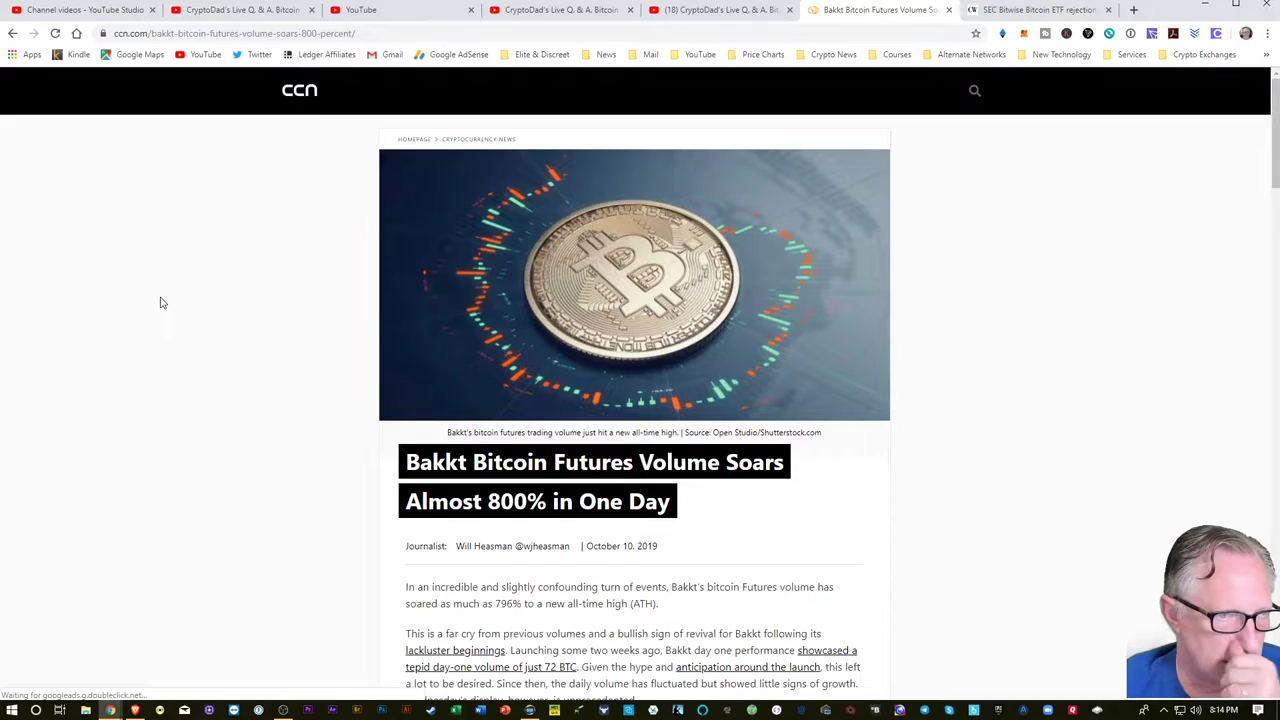 Channel videos - YouTube Studio
CryptoDad's Live Q. & A. Bitcoin
YouTube
CryptoDad's Live Q. & A. Bitcoin
(18) CryptoDad's Live Q. & A. Bit
Bakkt Bitcoin Futures Volume So
SEC Bitwise Bitcoin ETF rejection
ccn.com/bakkt-bitcoin-futures-volume-soars-800-percent/
Apps Kindle Google Maps YouTube Twitter Ledger Affiliates Gmail Google AdSense Elite & Discreet News Mail YouTube Price Charts Crypto News Courses Alternate Networks New Technology Services Crypto Exchanges
ccn
HOMEPAGE > CRYPTOCURRENCY NEWS
Bakkt's bitcoin futures trading volume just hit a new all-time high. | Source: Open Studio/Shutterstock.com
Bakkt Bitcoin Futures Volume Soars
Almost 800% in One Day
Journalist: Will Heasman @wjheasman | October 10, 2019
In an incredible and slightly confounding turn of events, Bakkt's bitcoin Futures volume has
soared as much as 796% to a new all-time high (ATH).
This is a far cry from previous volumes and a bullish sign of revival for Bakkt following its
lackluster beginnings. Launching some two weeks ago, Bakkt day one performance showcased a
tepid day-one volume of just 72 BTC. Given the hype and anticipation around the launch, this left
a lot to be desired. Since then, the daily volume has fluctuated but showed little signs of growth.
Waiting for googleads.g.doubleclick.net...
8:14 PM